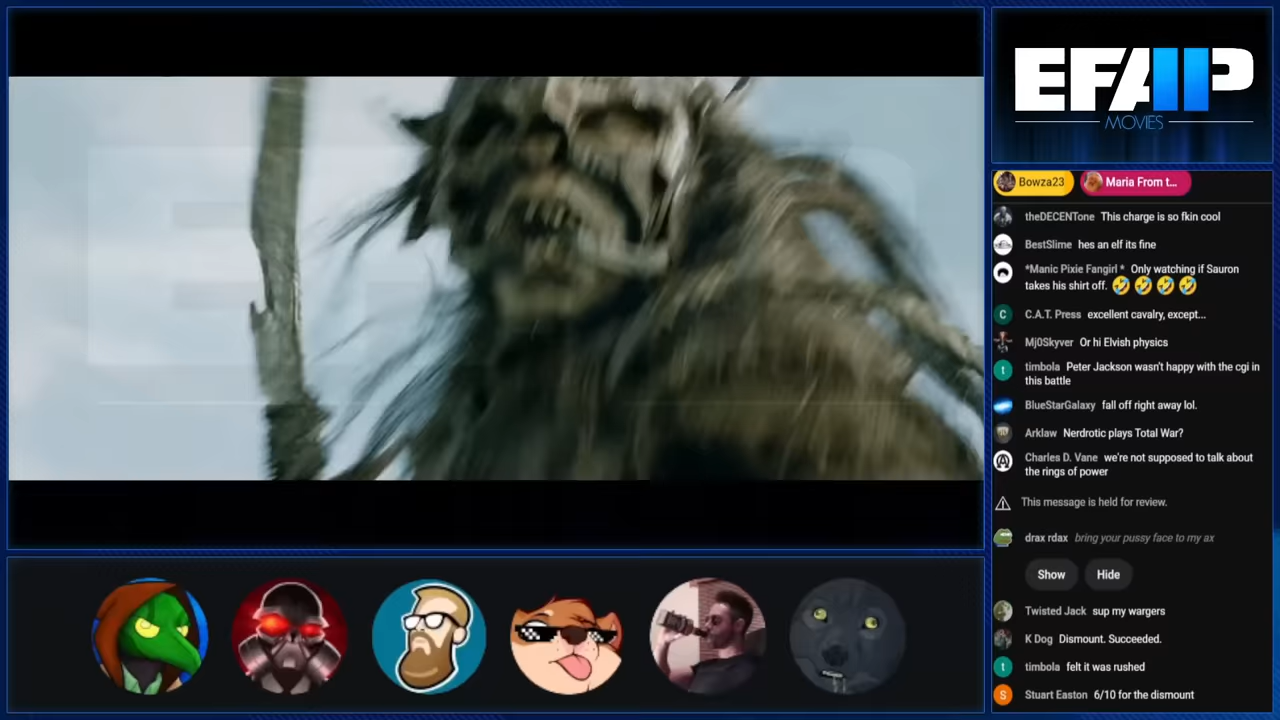 EFAP
MOVIES
Bowza23
Maria From t...
theDECENTone This charge is so fkin cool
BestSlime hes an elf its fine
*Manic Pixie Fangirl * Only watching if Sauron
takes his shirt off. 🤣 🤣 🤣 🤣
C
C.A.T. Press excellent cavalry, except...
Mj0Skyver Or hi Elvish physics
t
timbola Peter Jackson wasn't happy with the cgi in
this battle
BlueStarGalaxy fall off right away lol.
Arklaw Nerdrotic plays Total War?
Charles D. Vane we're not supposed to talk about
the rings of power
This message is held for review.
drax rdax bring your pussy face to my ax
Show
Hide
Twisted Jack sup my wargers
K Dog Dismount. Succeeded.
t
timbola felt it was rushed
S
Stuart Easton 6/10 for the dismount